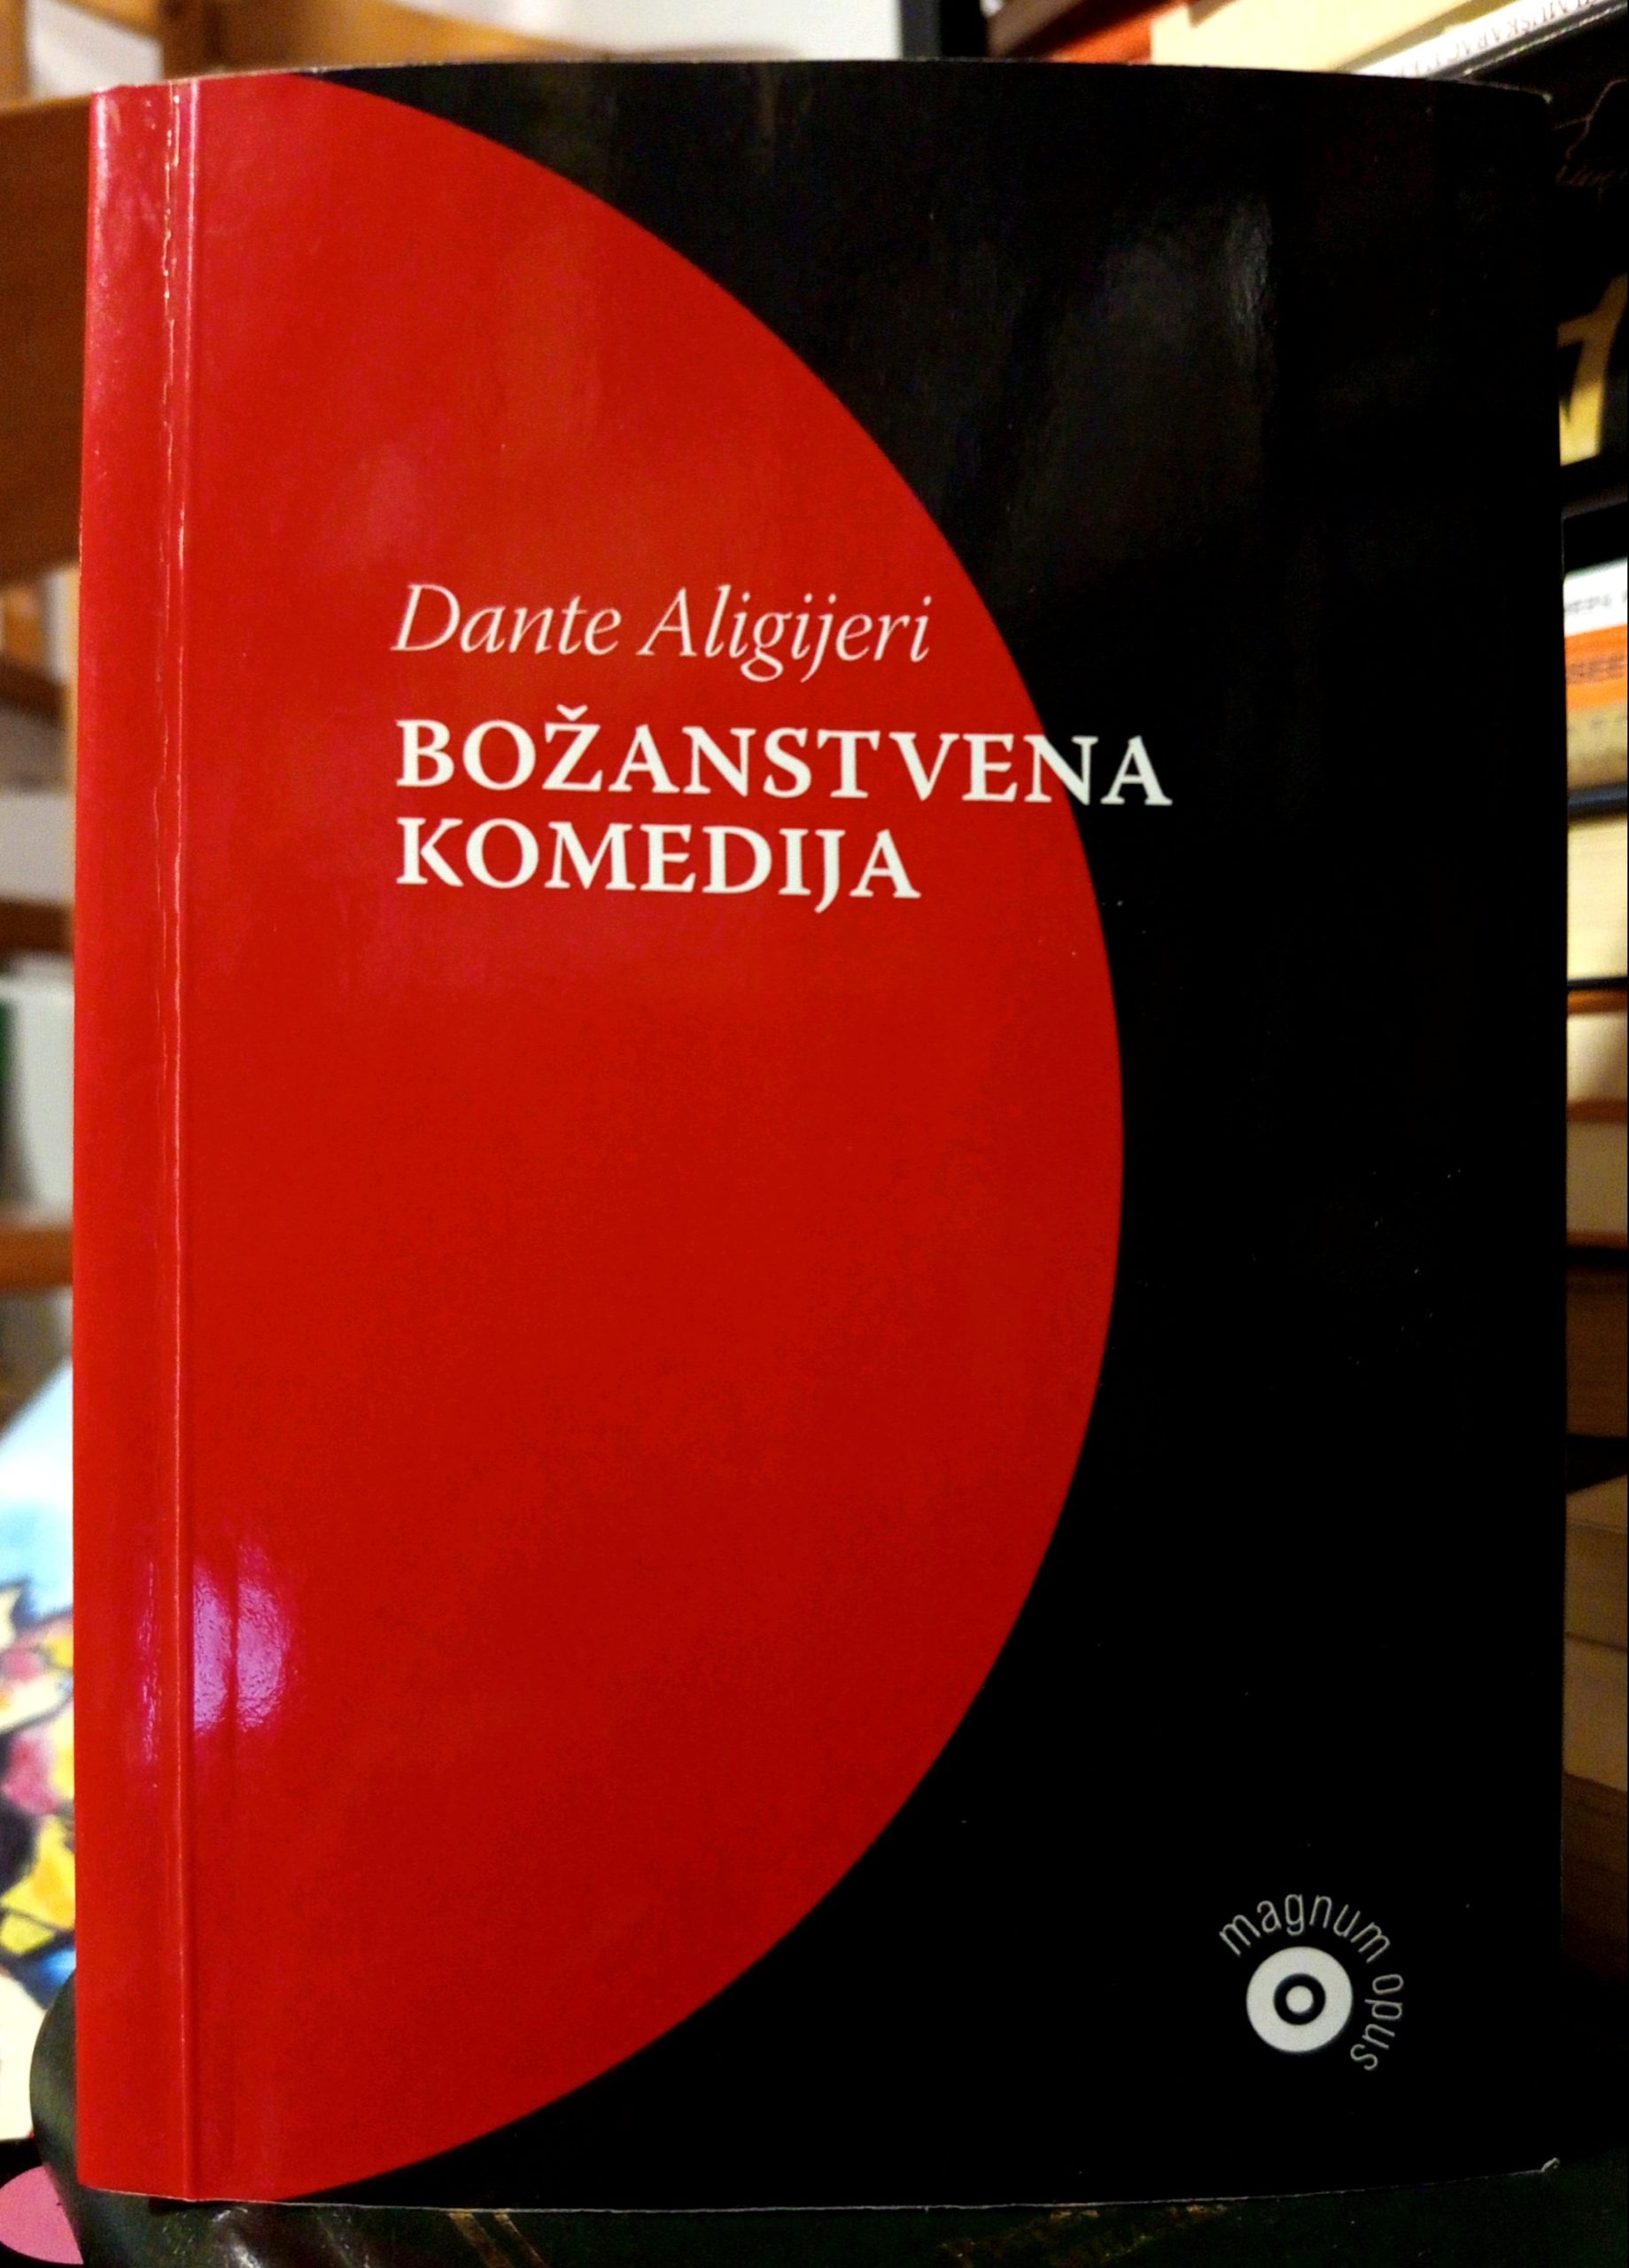 Dante Aligijeri
BOŽANSTVENA
KOMEDIJA
magnum opus